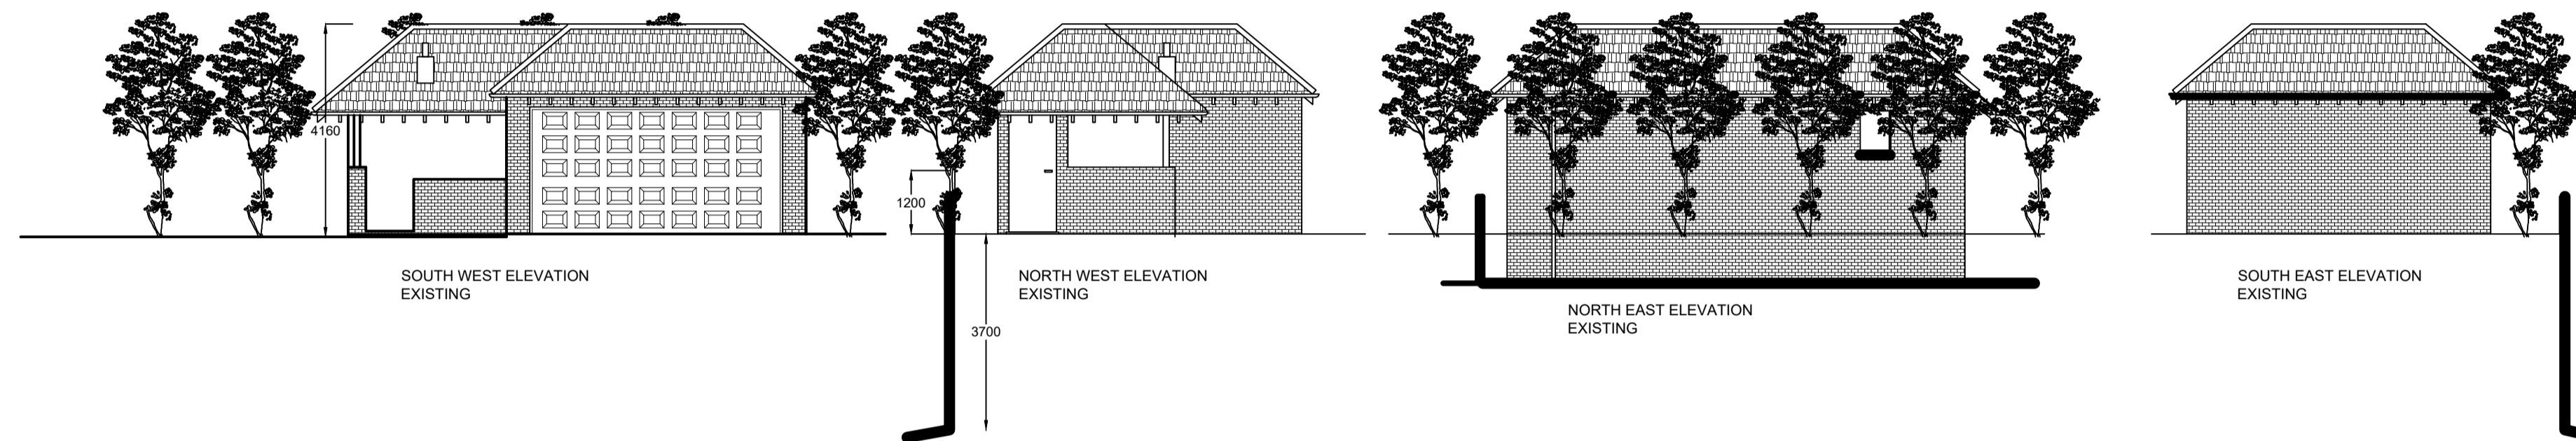 4160
SOUTH WEST ELEVATION
EXISTING
1200
3700
NORTH WEST ELEVATION
EXISTING
NORTH EAST ELEVATION
EXISTING
SOUTH EAST ELEVATION
EXISTING